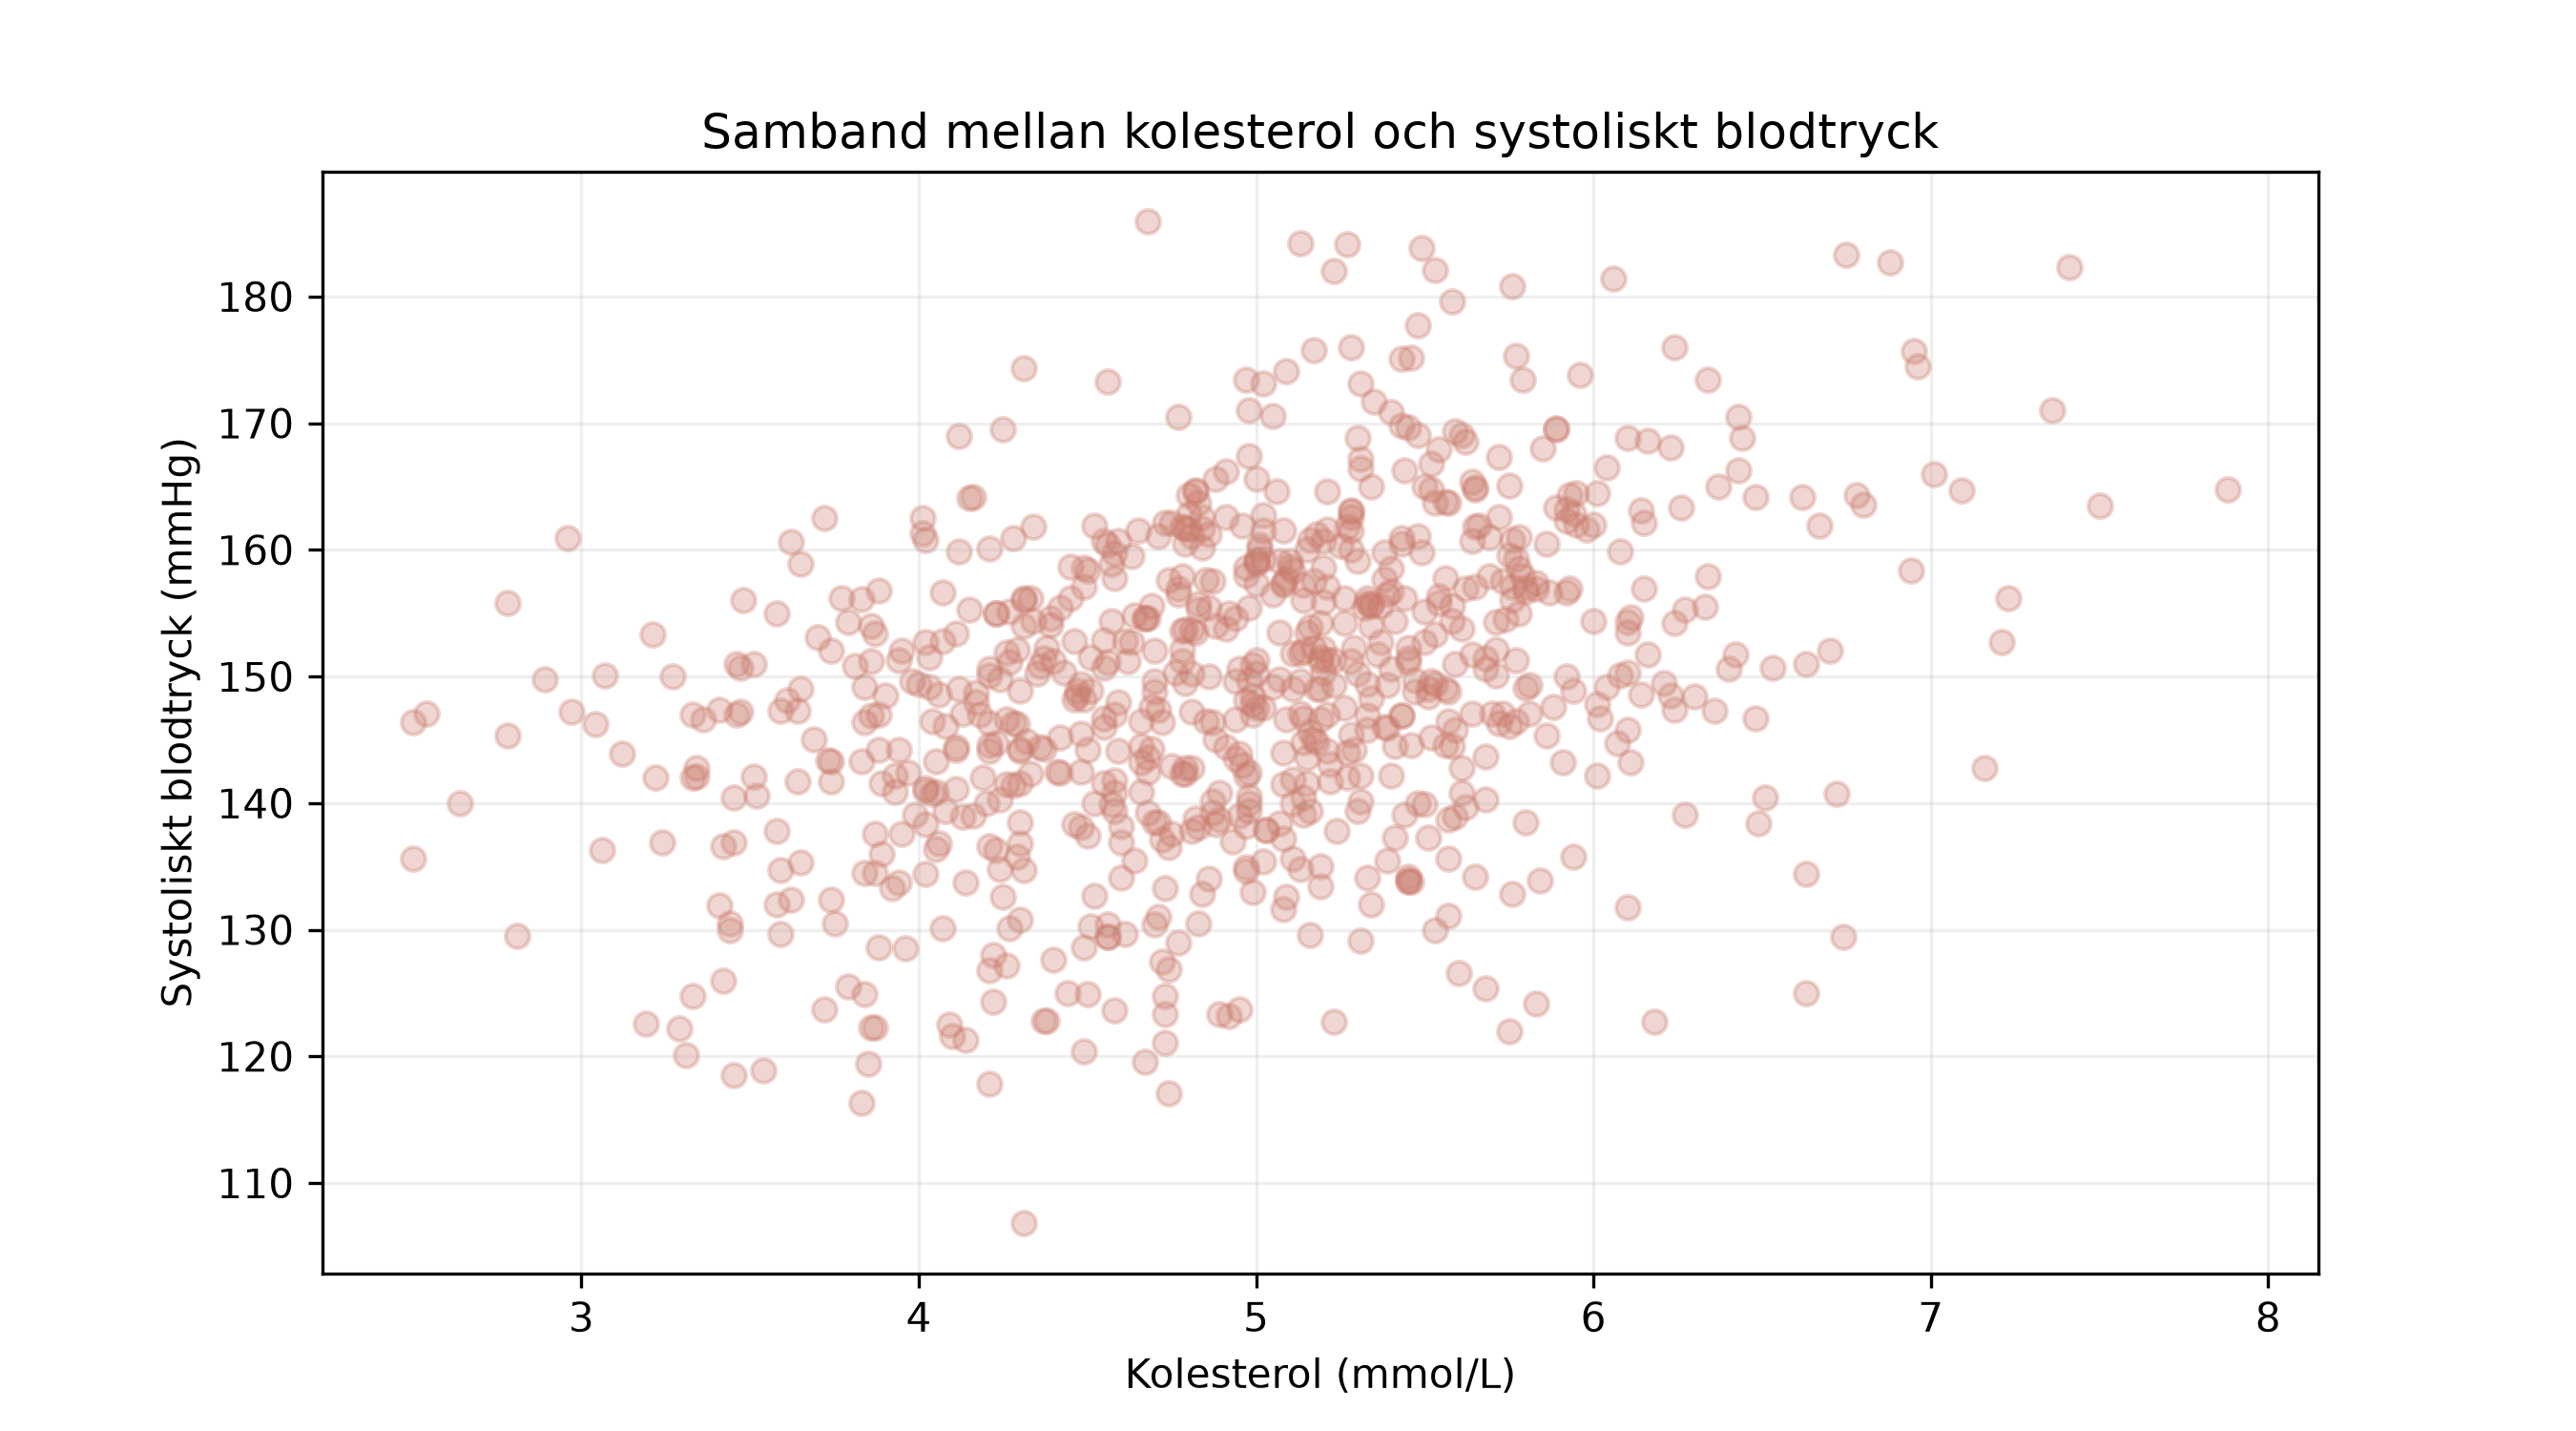 Samband mellan kolesterol och systoliskt blodtryck
Systoliskt blodtryck (mmHg)
180
170
160
150
140
130
120
110
3 4 5 6 7 8
Kolesterol (mmol/L)